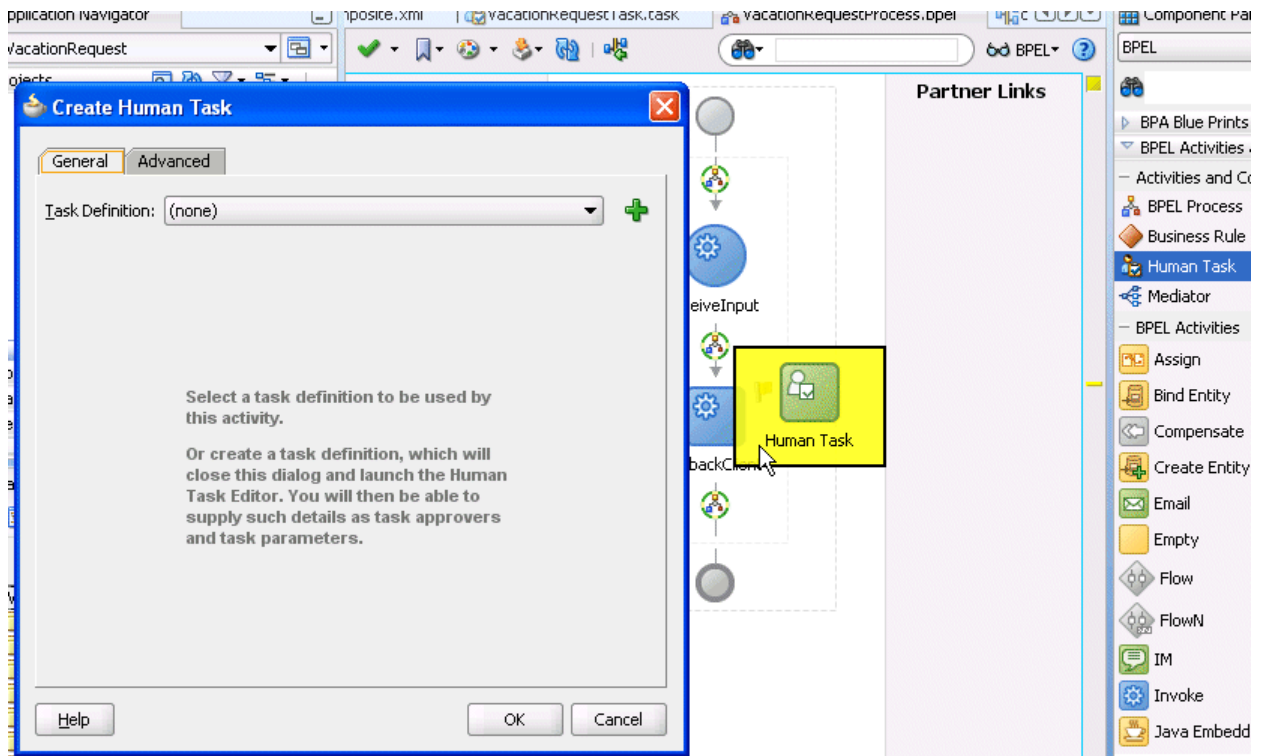 pplication Navigator
nposite.xml
VacationRequestTask.task
VacationRequestProcess.bpel
c
Component Pa
VacationRequest
BPEL
BPEL
ojects
Create Human Task
General
Advanced
Task Definition:
(none)
Select a task definition to be used by
this activity.
Or create a task definition, which will
close this dialog and launch the Human
Task Editor. You will then be able to
supply such details as task approvers
and task parameters.
Help
OK
Cancel
eiveInput
Human Task
backClien
Partner Links
BPA Blue Prints
BPEL Activities
Activities and Co
BPEL Process
Business Rule
Human Task
Mediator
BPEL Activities
Assign
Bind Entity
Compensate
Create Entity
Email
Empty
Flow
FlowN
IM
Invoke
Java Embedd